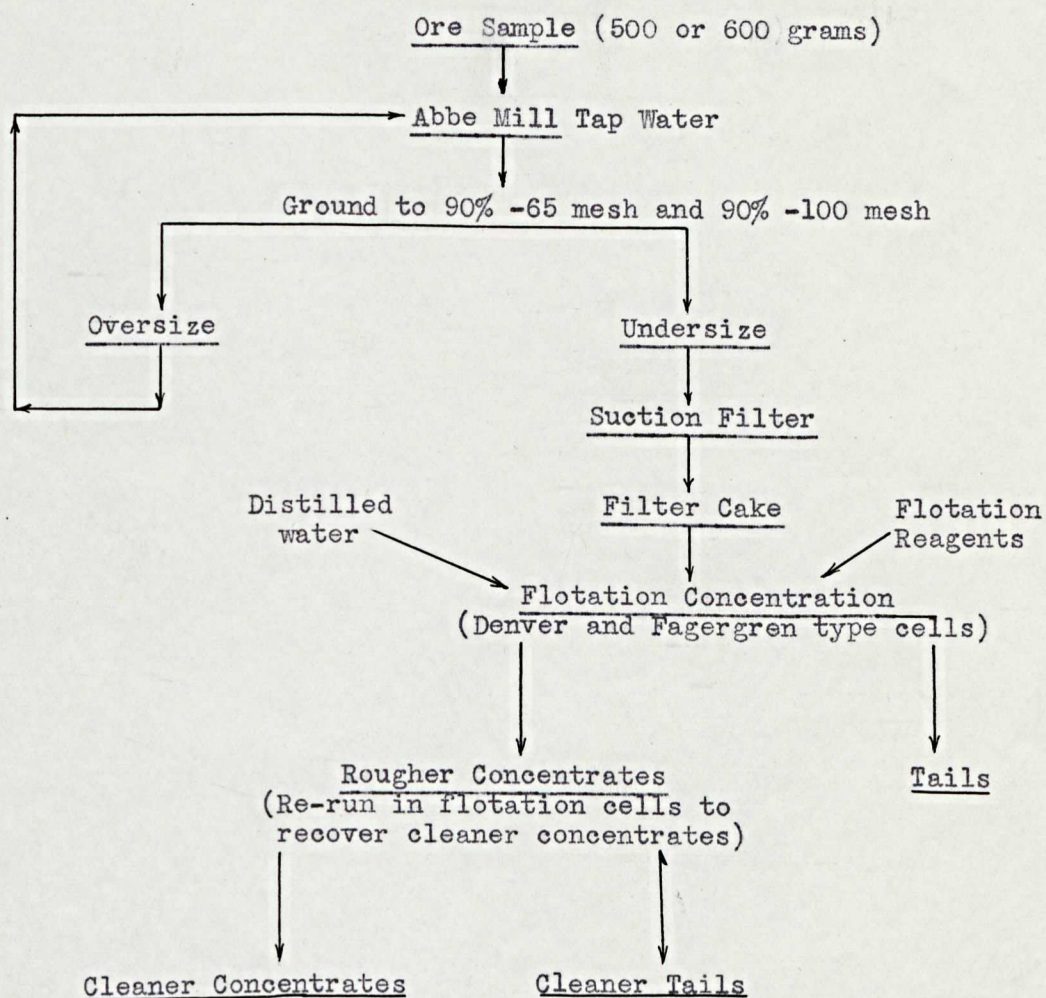 Ore Sample (500 or 600 grams)
Abbe Mill Tap Water
Ground to 90% -65 mesh and 90% -100 mesh
Oversize
Undersize
Suction Filter
Filter Cake
Distilled
water
Flotation
Reagents
Flotation Concentration
(Denver and Fagergren type cells)
Rougher Concentrates
(Re-run in flotation cells to
recover cleaner concentrates)
Tails
Cleaner Concentrates
Cleaner Tails